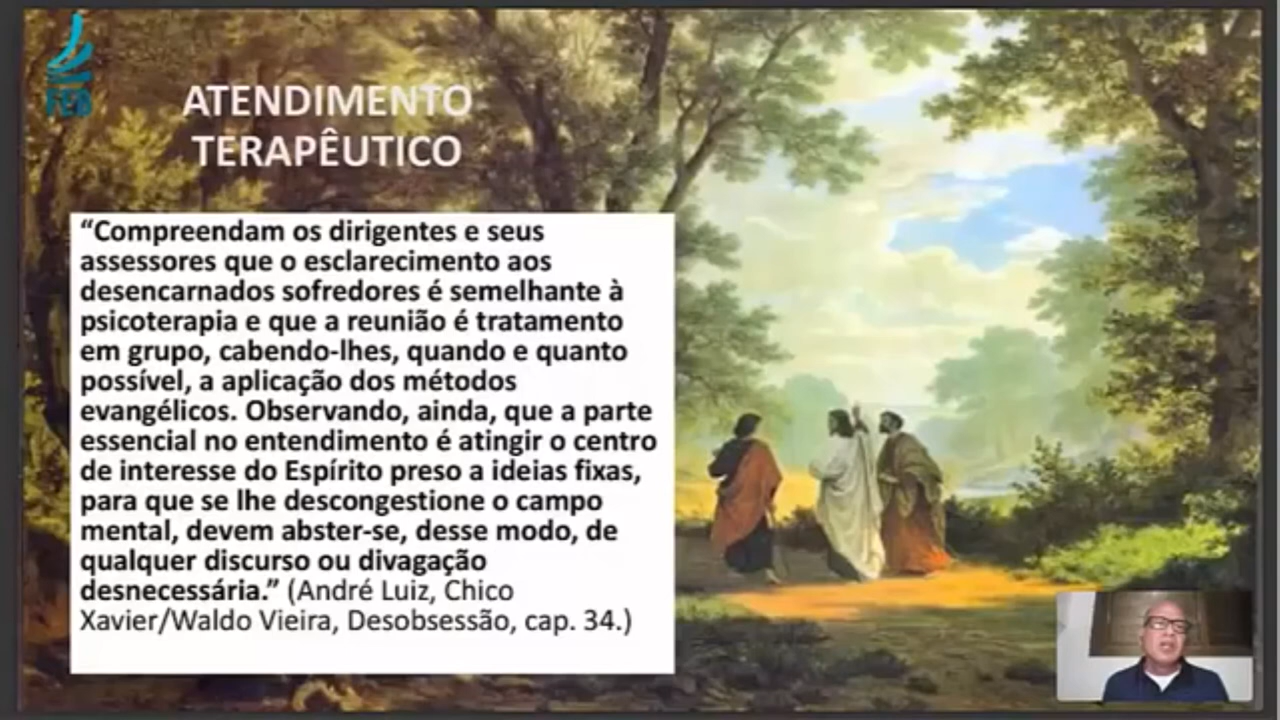 FEB
ATENDIMENTO
TERAPÊUTICO
“Compreendam os dirigentes e seus
assessores que o esclarecimento aos
desencarnados sofredores é semelhante à
psicoterapia e que a reunião é tratamento
em grupo, cabendo-lhes, quando e quanto
possível, a aplicação dos métodos
evangélicos. Observando, ainda, que a parte
essencial no entendimento é atingir o centro
de interesse do Espírito preso a ideias fixas,
para que se lhe descongestione o campo
mental, devem abster-se, desse modo, de
qualquer discurso ou divagação
desnecessária.” (André Luiz, Chico
Xavier/Waldo Vieira, Desobsessão, cap. 34.)